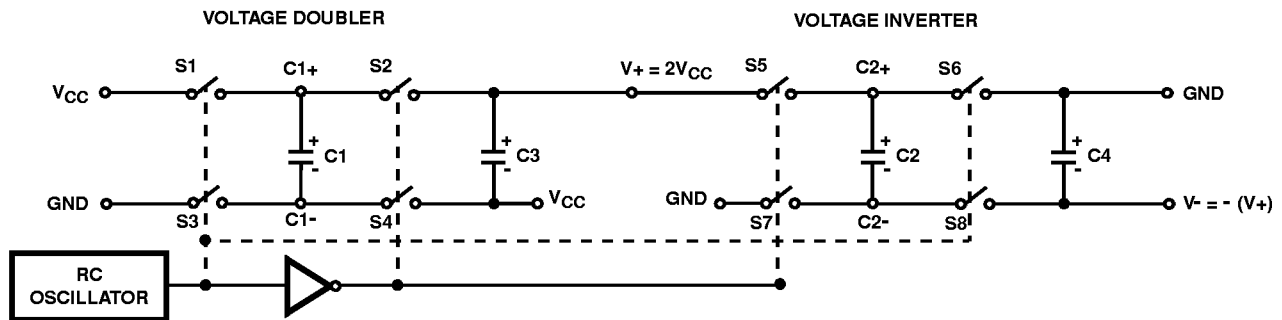 VOLTAGE DOUBLER
VOLTAGE INVERTER
S1
C1+
S2
V+ = 2VCC
S5
C2+
S6
VCC
GND
+
-
C1
+
-
C3
+
-
C2
+
-
C4
GND
S3
C1-
S4
VCC
GND
S7
C2-
S8
V- = - (V+)
RC
OSCILLATOR